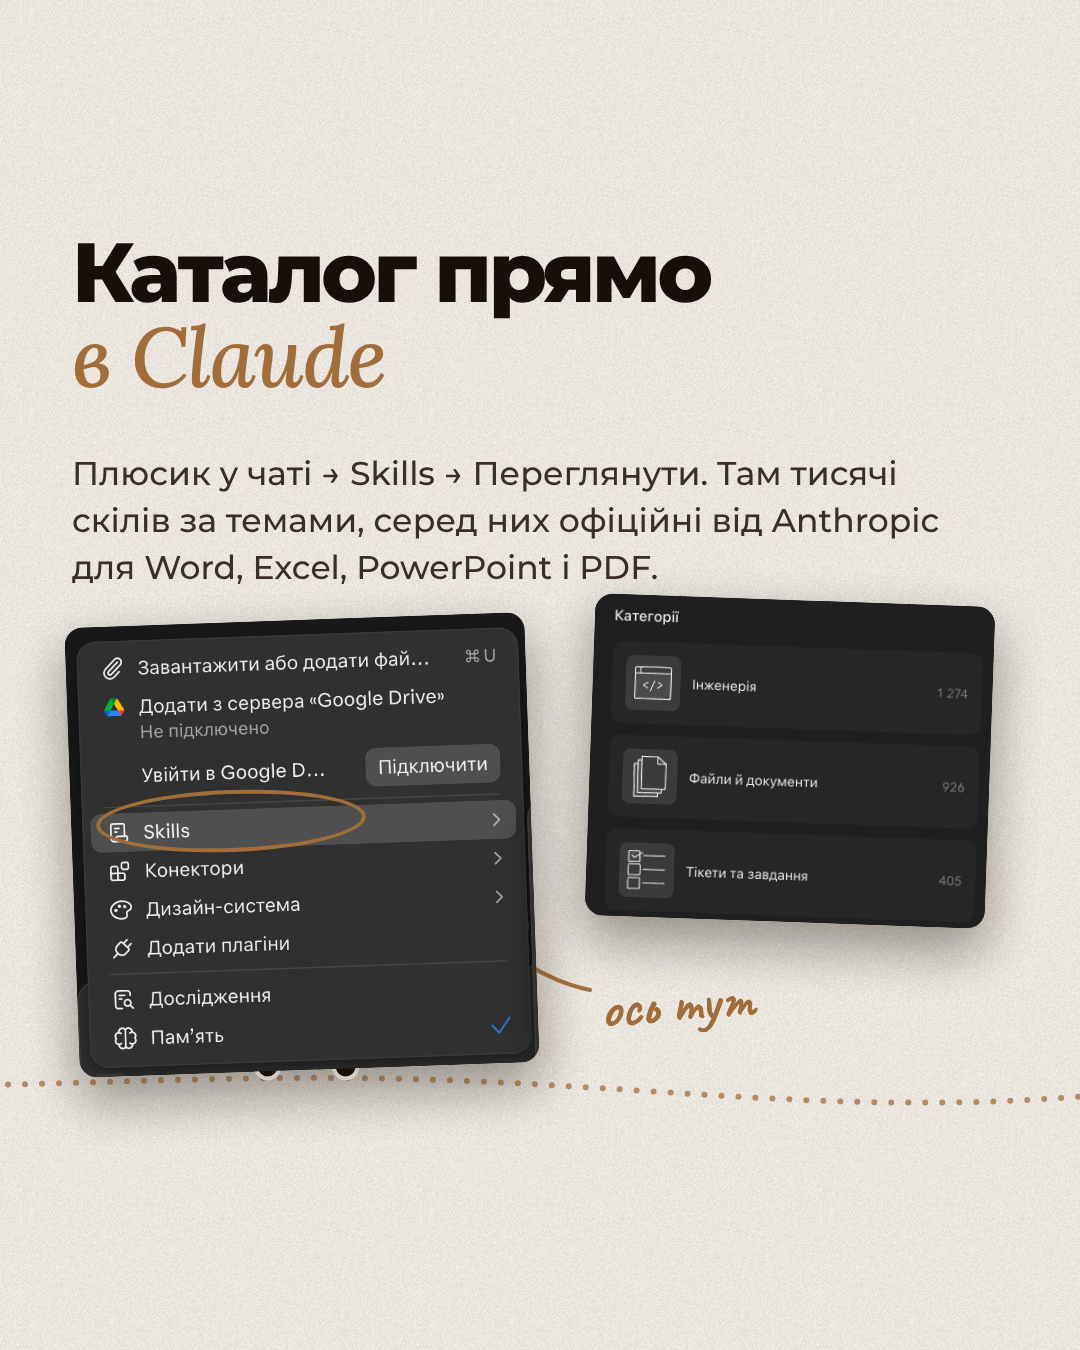 Каталог прямо
в Claude
Плюсик у чаті → Skills → Переглянути. Там тисячі
скілів за темами, серед них офіційні від Anthropic
для Word, Excel, PowerPoint і PDF.
Завантажити або додати фай... ⌘U
Додати з сервера «Google Drive»
Не підключено
Увійти в Google D... Підключити
Skills
Конектори
Дизайн-система
Додати плагіни
Дослідження
Пам’ять
Категорії
Інженерія 1 274
Файли й документи 926
Тікети та завдання 405
ось тут